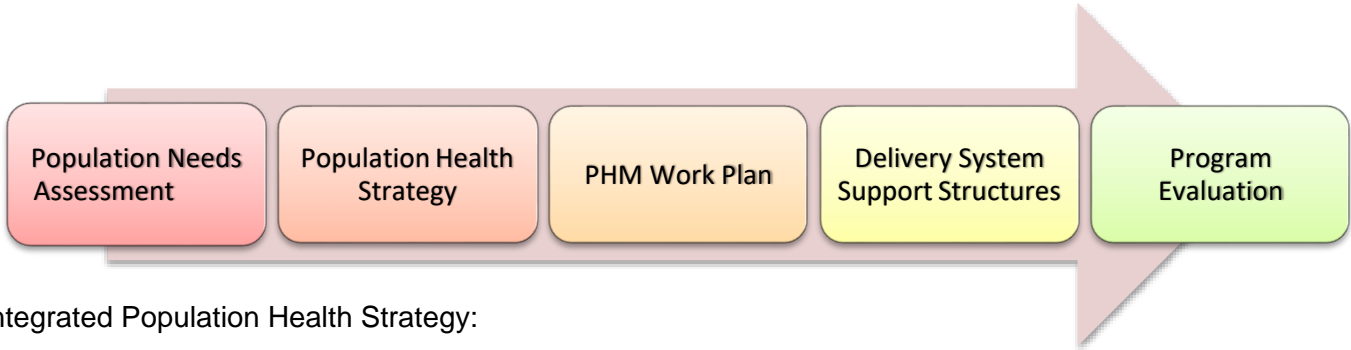 Population Needs
Assessment
Population Health
Strategy
PHM Work Plan
Delivery System
Support Structures
Program
Evaluation
ntegrated Population Health Strategy: